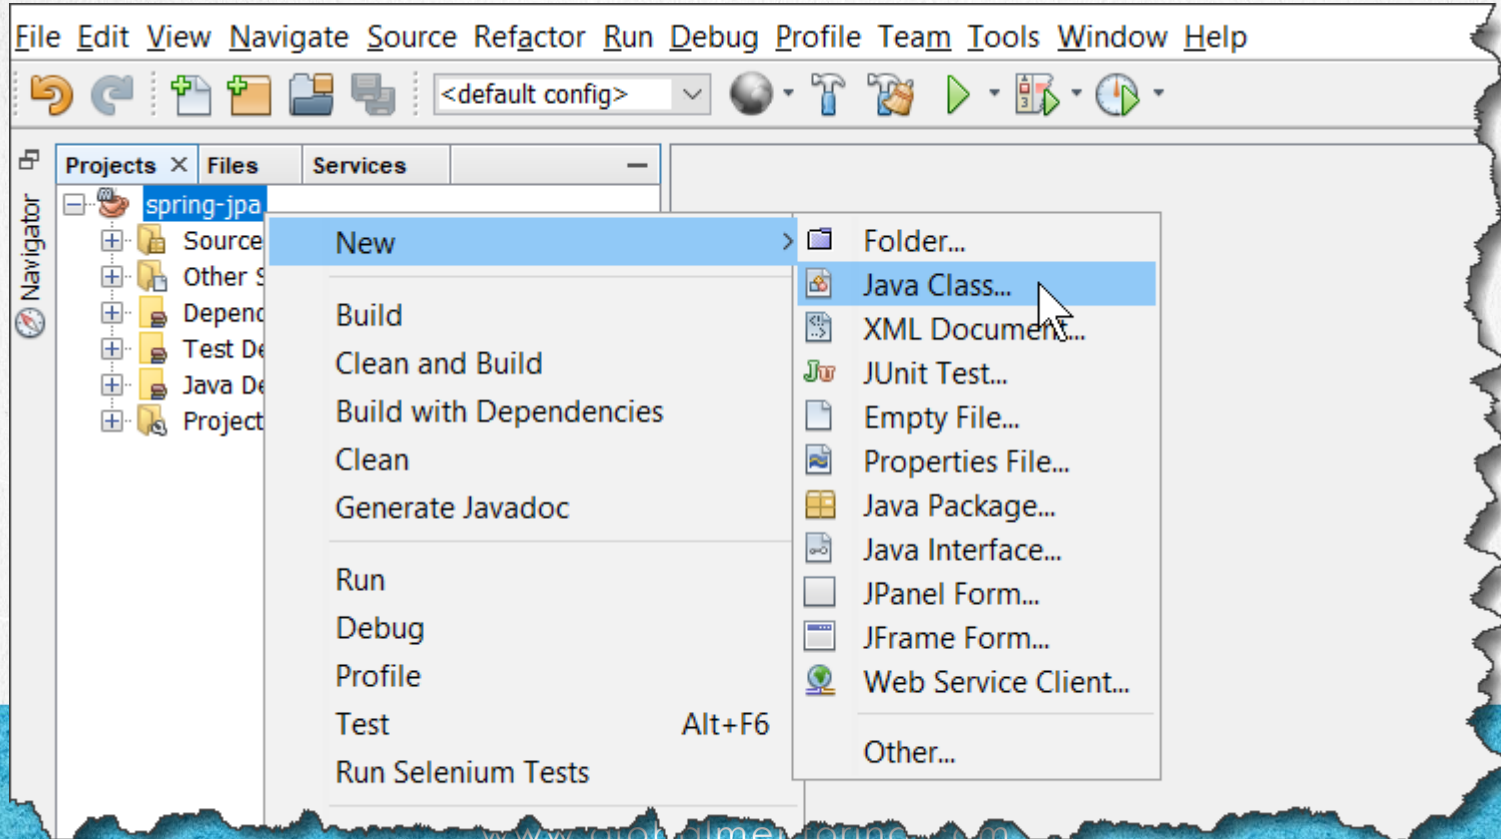 File Edit View Navigate Source Refactor Run Debug Profile Team Tools Window Help
<default config>
Projects Files Services
Navigator
spring-jpa
Source
Other S
Depend
Test De
Java De
Project
New
Build
Clean and Build
Build with Dependencies
Clean
Generate Javadoc
Run
Debug
Profile
Test Alt+F6
Run Selenium Tests
Folder...
Java Class...
XML Document...
JUnit Test...
Empty File...
Properties File...
Java Package...
Java Interface...
JPanel Form...
JFrame Form...
Web Service Client...
Other...